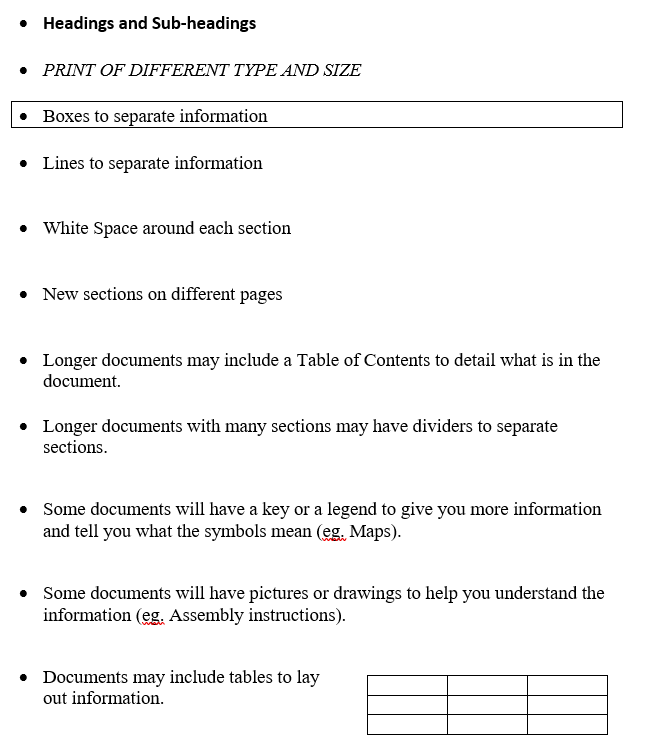 • Headings and Sub-headings
• PRINT OF DIFFERENT TYPE AND SIZE
• Boxes to separate information
• Lines to separate information
• White Space around each section
• New sections on different pages
• Longer documents may include a Table of Contents to detail what is in the
document.
• Longer documents with many sections may have dividers to separate
sections.
• Some documents will have a key or a legend to give you more information
and tell you what the symbols mean (eg. Maps).
• Some documents will have pictures or drawings to help you understand the
information (eg. Assembly instructions).
• Documents may include tables to lay
out information.